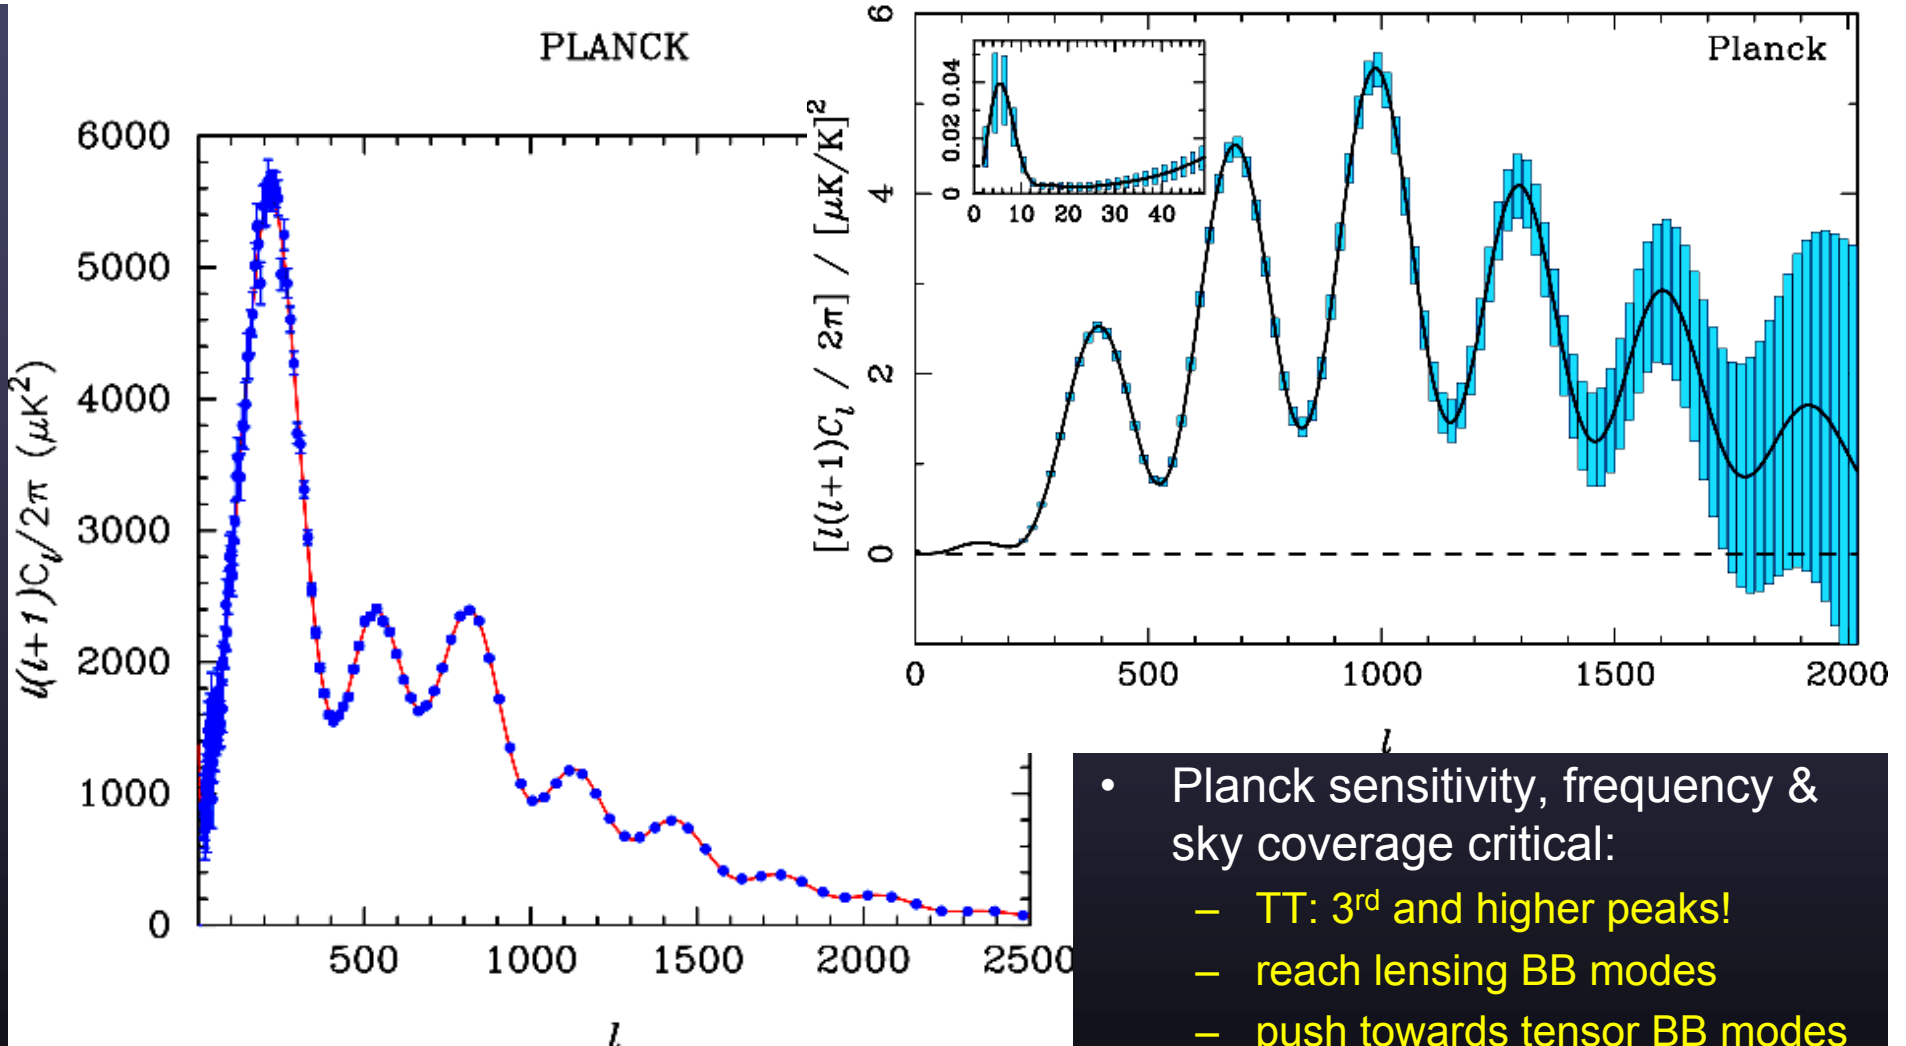 PLANCK
6000
5000
4000
3000
2000
1000
0
l(l+1)Cl/2π (μK²)
500 1000 1500 2000 2500
l
Planck
6
4
2
0
[l(l+1)Cl / 2π] / [μK/K]²
0.04
0.02
0
0 10 20 30 40
0 500 1000 1500 2000
l
• Planck sensitivity, frequency &
sky coverage critical:
– TT: 3rd and higher peaks!
– reach lensing BB modes
– push towards tensor BB modes